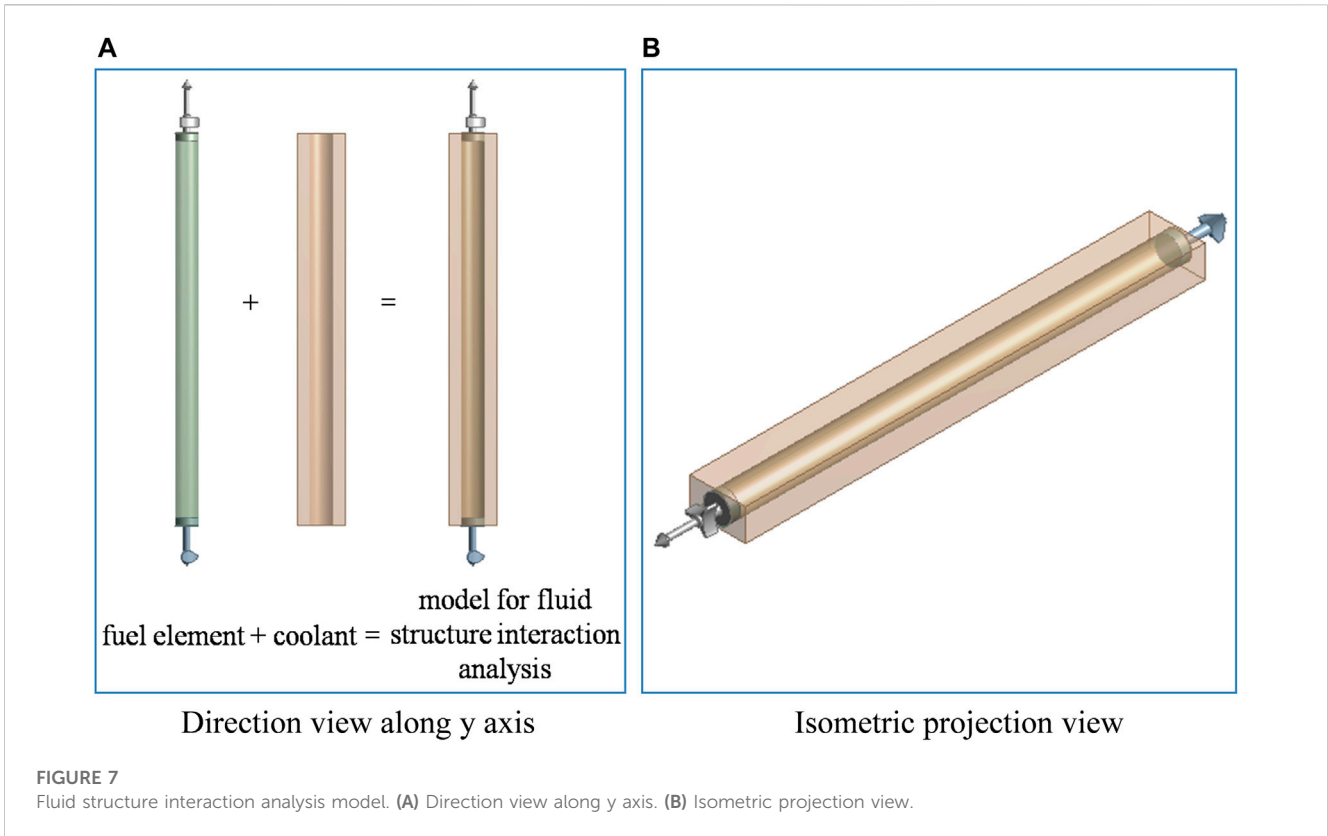 A
B
+
=
fuel element + coolant =
model for fluid
structure interaction
analysis
Direction view along y axis
Isometric projection view
FIGURE 7
Fluid structure interaction analysis model. (A) Direction view along y axis. (B) Isometric projection view.